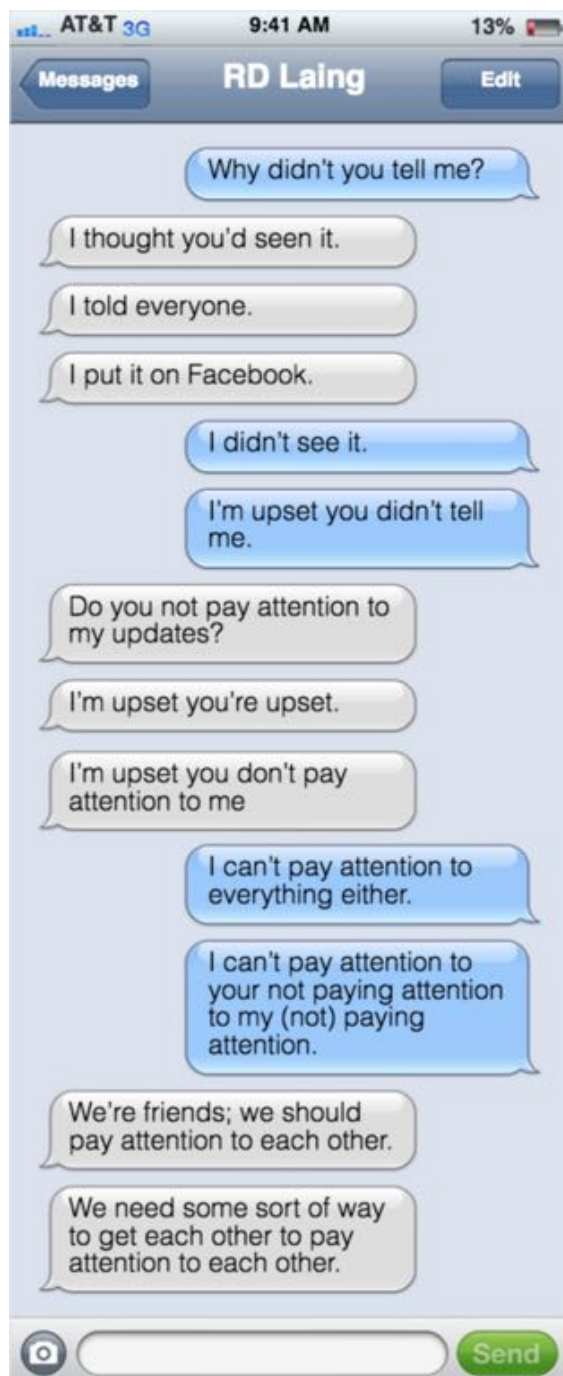 AT&T 3G 9:41 AM 13%
Messages RD Laing Edit
Why didn't you tell me?
I thought you'd seen it.
I told everyone.
I put it on Facebook.
I didn't see it.
I'm upset you didn't tell
me.
Do you not pay attention to
my updates?
I'm upset you're upset.
I'm upset you don't pay
attention to me
I can't pay attention to
everything either.
I can't pay attention to
your not paying attention
to my (not) paying
attention.
We're friends; we should
pay attention to each other.
We need some sort of way
to get each other to pay
attention to each other.
Send